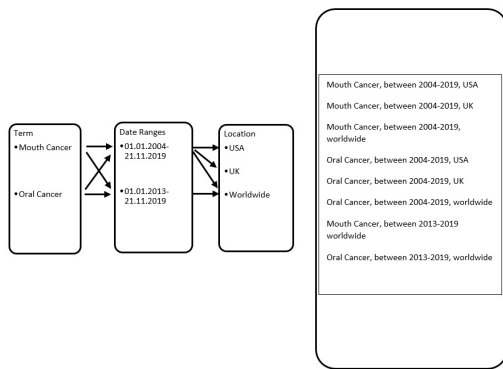 Term
•Mouth Cancer
•Oral Cancer
Date Ranges
•01.01.2004-
21.11.2019
•01.01.2013-
21.11.2019
Location
•USA
•UK
•Worldwide
Mouth Cancer, between 2004-2019, USA
Mouth Cancer, between 2004-2019, UK
Mouth Cancer, between 2004-2019,
worldwide
Oral Cancer, between 2004-2019, USA
Oral Cancer, between 2004-2019, UK
Oral Cancer, between 2004-2019, worldwide
Mouth Cancer, between 2013-2019
worldwide
Oral Cancer, between 2013-2019, worldwide